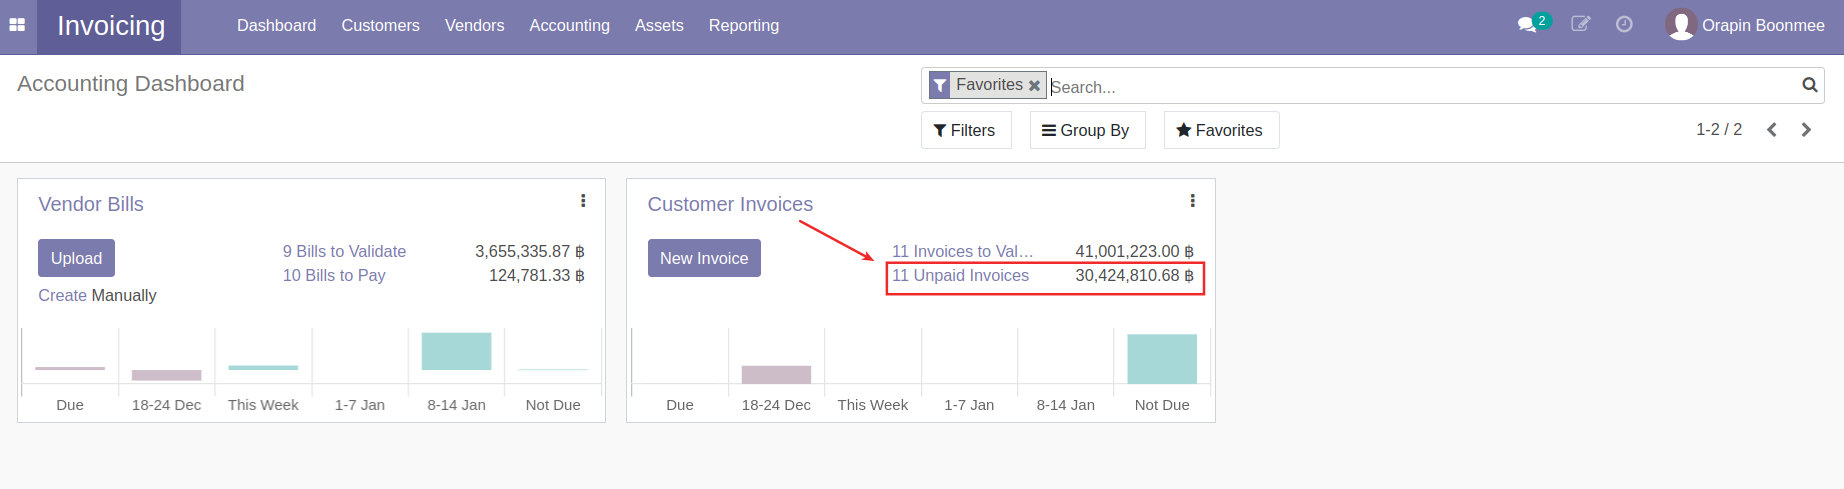 Invoicing Dashboard Customers Vendors Accounting Assets Reporting 2 Orapin Boonmee
Accounting Dashboard
Favorites Search...
Filters Group By Favorites 1-2 / 2
Vendor Bills
Upload
Create Manually
9 Bills to Validate 3,655,335.87 ฿
10 Bills to Pay 124,781.33 ฿
Due 18-24 Dec This Week 1-7 Jan 8-14 Jan Not Due
Customer Invoices
New Invoice
11 Invoices to Val... 41,001,223.00 ฿
11 Unpaid Invoices 30,424,810.68 ฿
Due 18-24 Dec This Week 1-7 Jan 8-14 Jan Not Due